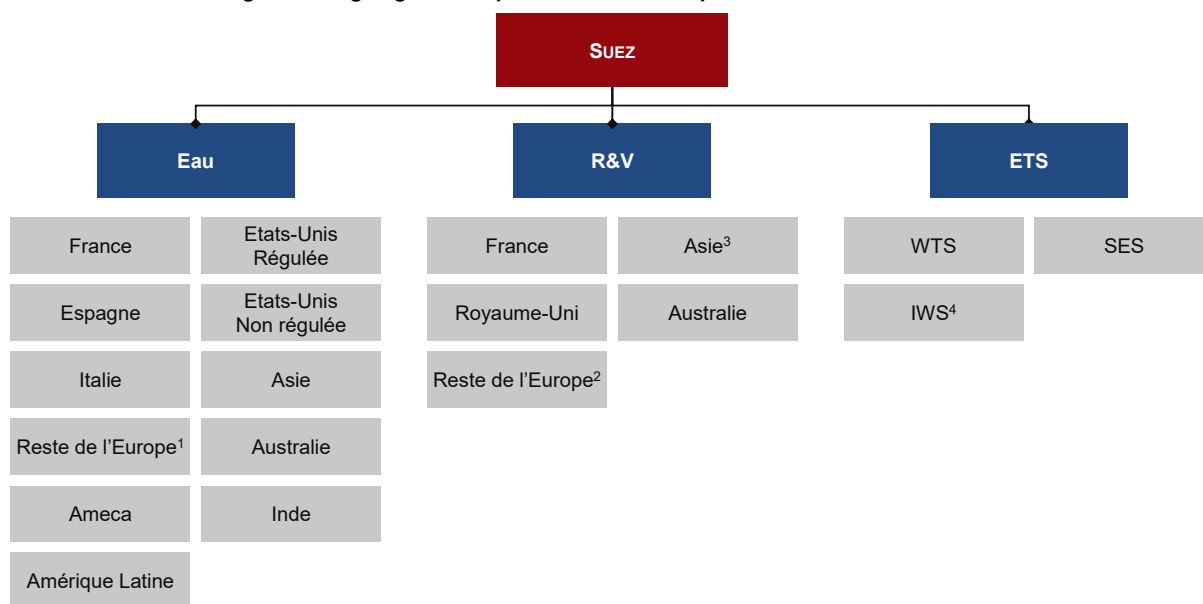 SUEZ
Eau
R&V
ETS
France
Etats-Unis
Régulée
Espagne
Etats-Unis
Non régulée
Italie
Asie
Reste de l'Europe1
Australie
Ameca
Inde
Amérique Latine
France
Asie3
Royaume-Uni
Australie
Reste de l'Europe2
WTS
SES
IWS4